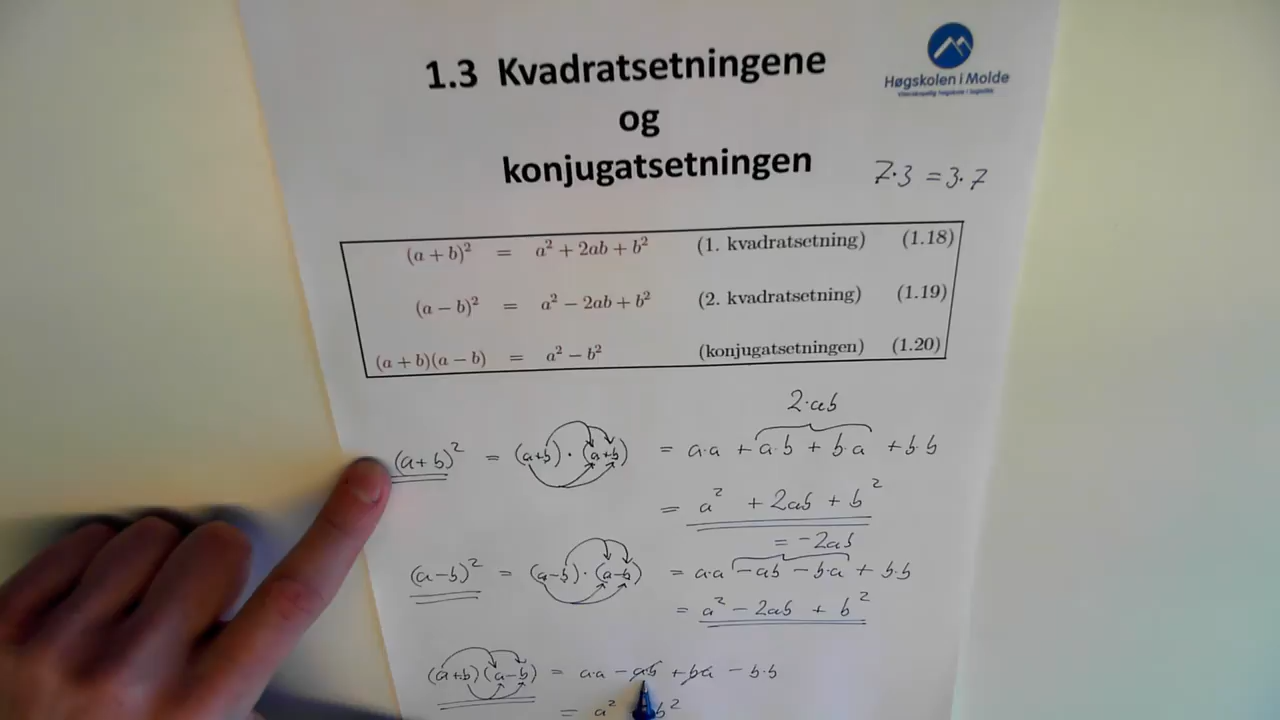 1.3 Kvadratsetningene
og
konjugatsetningen
Høgskolen i Molde
7·3 = 3·7
(a + b)² = a² + 2ab + b² (1. kvadratsetning) (1.18)
(a − b)² = a² − 2ab + b² (2. kvadratsetning) (1.19)
(a + b)(a − b) = a² − b² (konjugatsetningen) (1.20)
2·ab
(a+b)² = (a+b)·(a+b) = a·a + a·b + b·a + b·b
= a² + 2ab + b²
= −2ab
(a−b)² = (a−b)·(a−b) = a·a − ab − b·a + b·b
= a² − 2ab + b²
(a+b)(a−b) = a·a − ab + ba − b·b
= a² b²